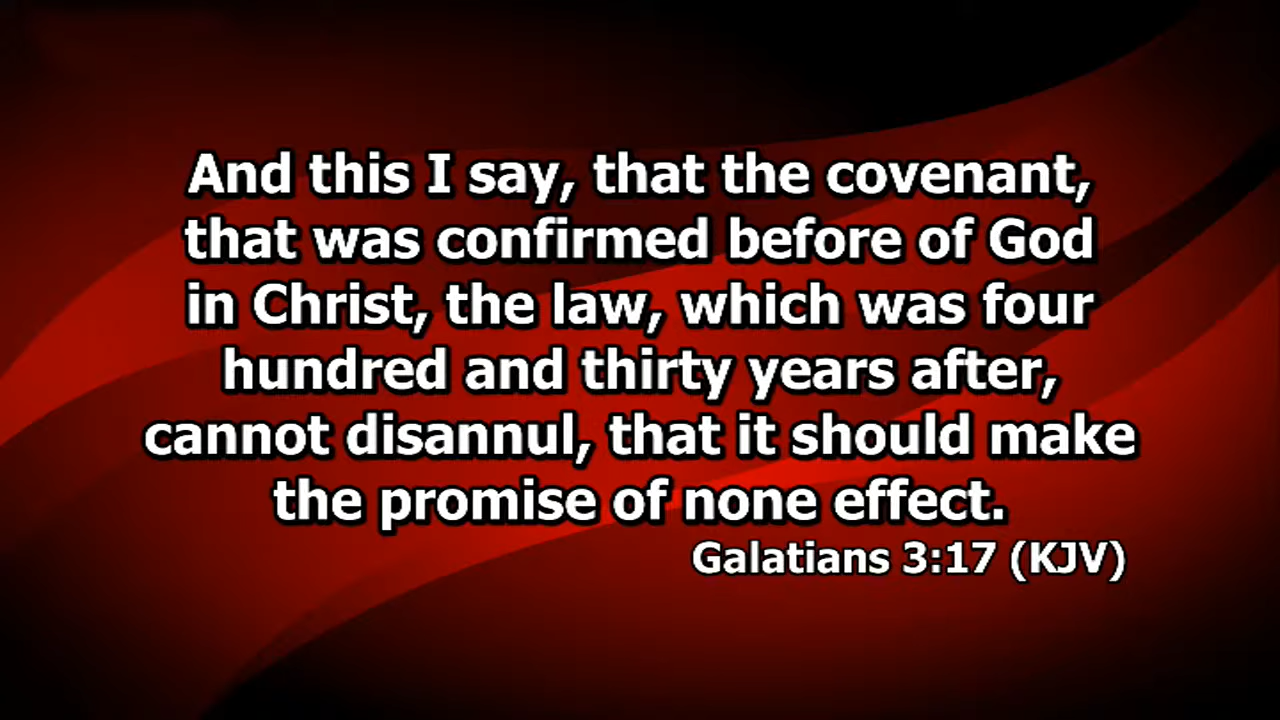 And this I say, that the covenant,
that was confirmed before of God
in Christ, the law, which was four
hundred and thirty years after,
cannot disannul, that it should make
the promise of none effect.
Galatians 3:17 (KJV)